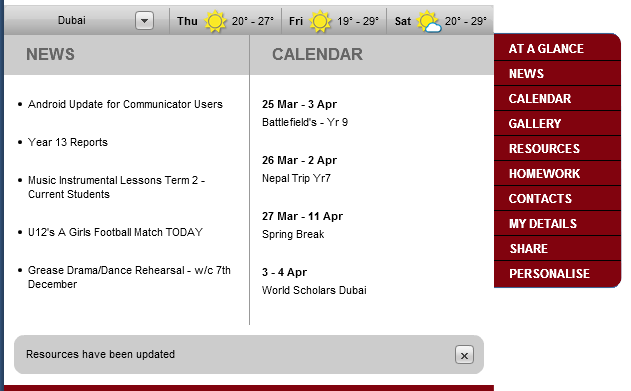 Dubai
Thu 20° - 27°
Fri 19° - 29°
Sat 20° - 29°
NEWS
Android Update for Communicator Users
Year 13 Reports
Music Instrumental Lessons Term 2 -
Current Students
U12's A Girls Football Match TODAY
Grease Drama/Dance Rehearsal - w/c 7th
December
CALENDAR
25 Mar - 3 Apr
Battlefield's - Yr 9
26 Mar - 2 Apr
Nepal Trip Yr7
27 Mar - 11 Apr
Spring Break
3 - 4 Apr
World Scholars Dubai
AT A GLANCE
NEWS
CALENDAR
GALLERY
RESOURCES
HOMEWORK
CONTACTS
MY DETAILS
SHARE
PERSONALISE
Resources have been updated
x